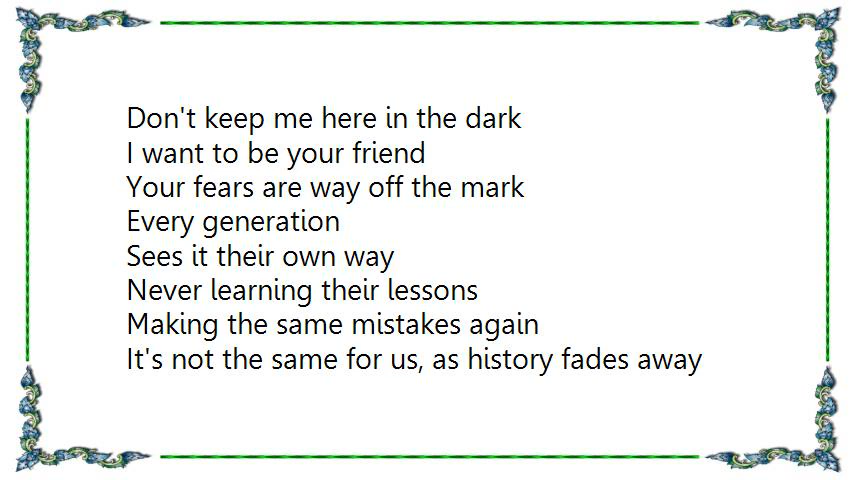 Don't keep me here in the dark
I want to be your friend
Your fears are way off the mark
Every generation
Sees it their own way
Never learning their lessons
Making the same mistakes again
It's not the same for us, as history fades away